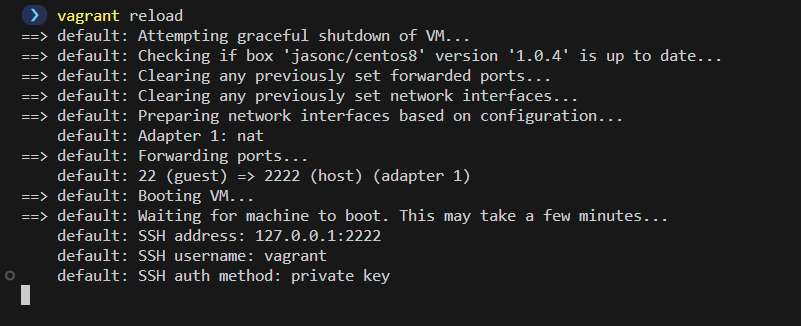 ❯ vagrant reload
==> default: Attempting graceful shutdown of VM...
==> default: Checking if box 'jasonc/centos8' version '1.0.4' is up to date...
==> default: Clearing any previously set forwarded ports...
==> default: Clearing any previously set network interfaces...
==> default: Preparing network interfaces based on configuration...
    default: Adapter 1: nat
==> default: Forwarding ports...
    default: 22 (guest) => 2222 (host) (adapter 1)
==> default: Booting VM...
==> default: Waiting for machine to boot. This may take a few minutes...
    default: SSH address: 127.0.0.1:2222
    default: SSH username: vagrant
    default: SSH auth method: private key